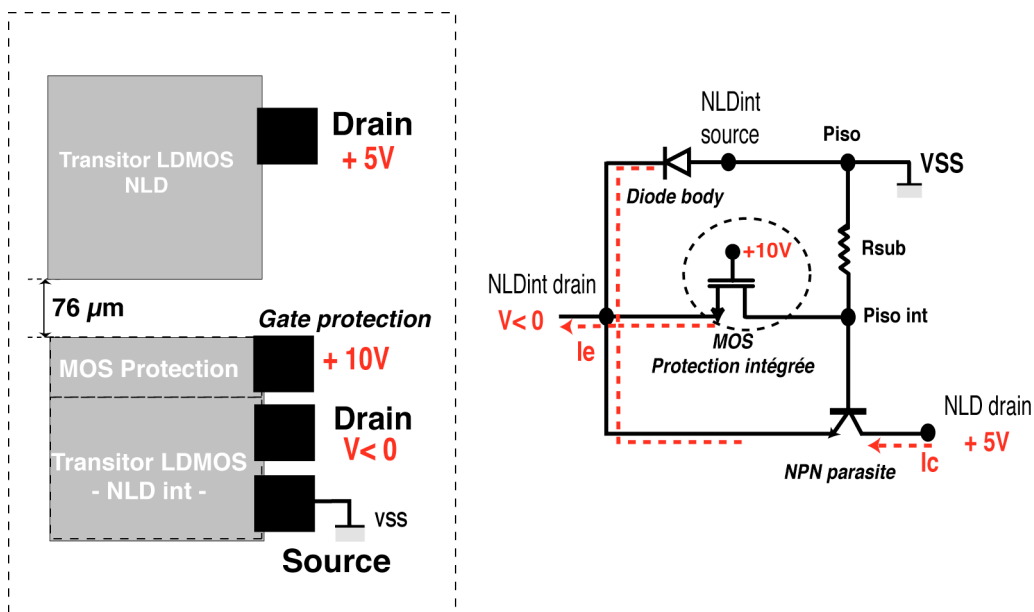 Transitor LDMOS
NLD
Drain
+ 5V
76 µm
Gate protection
+ 10V
MOS Protection
Drain
V< 0
Transitor LDMOS
- NLD int -
VSS
Source
NLDint
source
Piso
VSS
Diode body
Rsub
+10V
NLDint drain
V< 0
Ie
MOS
Protection intégrée
Piso int
NLD drain
+ 5V
Ic
NPN parasite